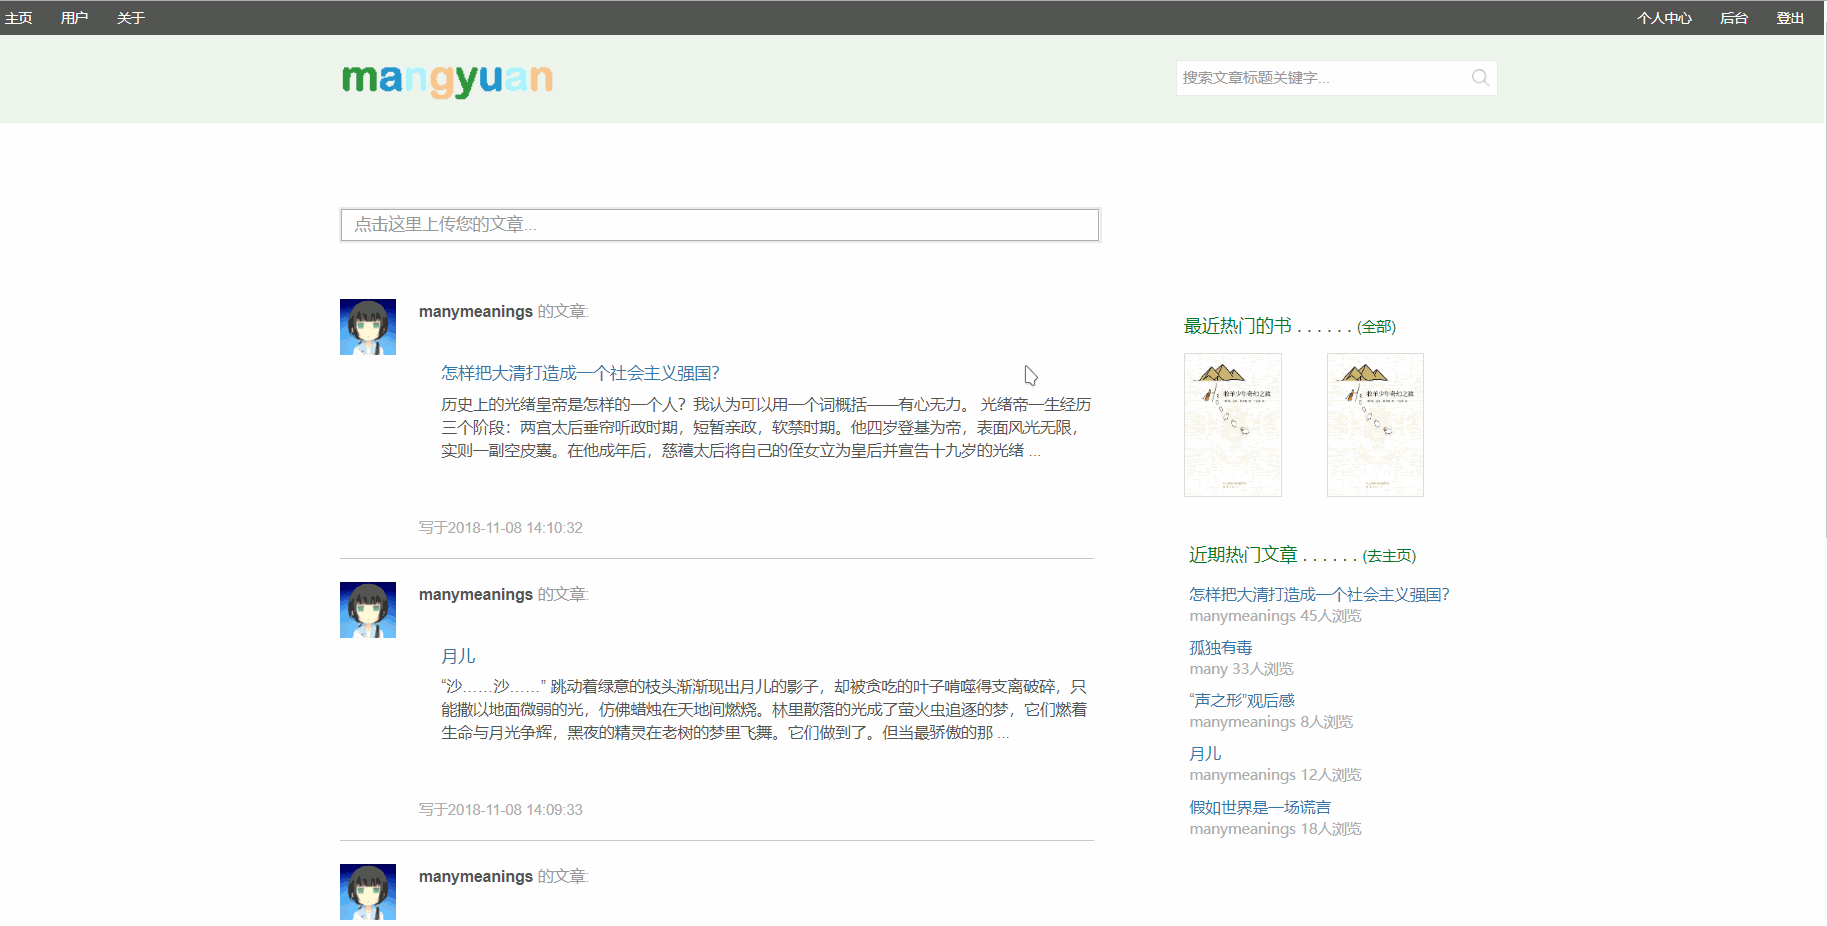 主页 用户 关于 个人中心 后台 登出
mangyuan
搜索文章标题关键字...
点击这里上传您的文章...
manymeanings 的文章:
怎样把大清打造成一个社会主义强国?
历史上的光绪皇帝是怎样的一个人？我认为可以用一个词概括——有心无力。 光绪帝一生经历
三个阶段：两宫太后垂帘听政时期，短暂亲政，软禁时期。他四岁登基为帝，表面风光无限，
实则一副空皮囊。在他成年后，慈禧太后将自己的侄女立为皇后并宣告十九岁的光绪 ...
写于2018-11-08 14:10:32
manymeanings 的文章:
月儿
“沙……沙……” 跳动着绿意的枝头渐渐现出月儿的影子，却被贪吃的叶子啃噬得支离破碎，只
能撒以地面微弱的光，仿佛蜡烛在天地间燃烧。林里散落的光成了萤火虫追逐的梦，它们燃着
生命与月光争辉，黑夜的精灵在老树的梦里飞舞。它们做到了。但当最骄傲的那 ...
写于2018-11-08 14:09:33
manymeanings 的文章:
最近热门的书 . . . . . . (全部)
牧羊少年奇幻之旅
牧羊少年奇幻之旅
近期热门文章 . . . . . . (去主页)
怎样把大清打造成一个社会主义强国?
manymeanings 45人浏览
孤独有毒
many 33人浏览
“声之形”观后感
manymeanings 8人浏览
月儿
manymeanings 12人浏览
假如世界是一场谎言
manymeanings 18人浏览